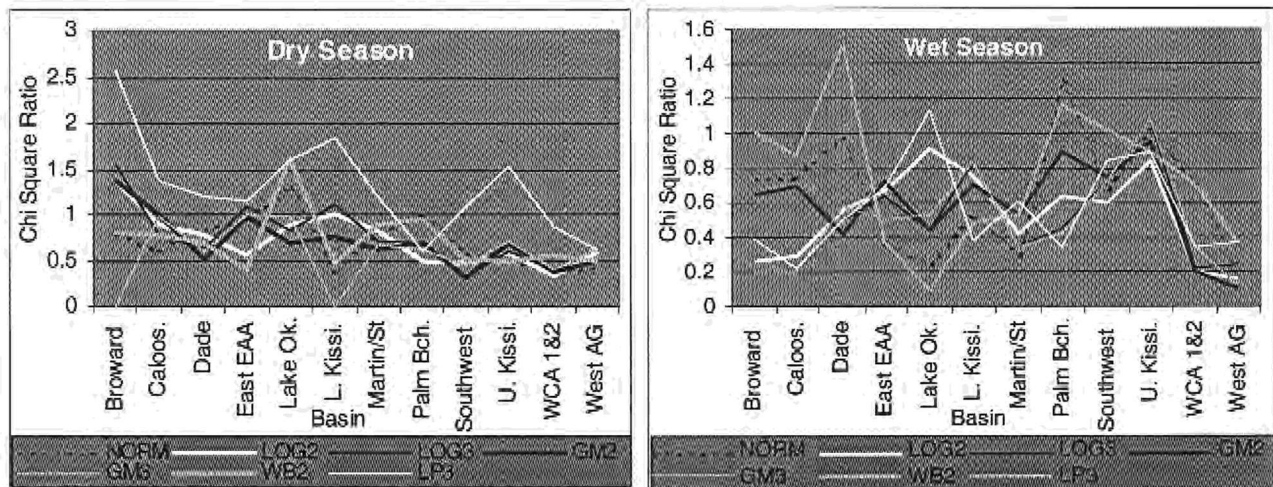 Dry Season
Chi Square Ratio
3
2.5
2
1.5
1
0.5
0
Broward
Caloos.
Dade
East EAA
Lake Ok.
L. Kissi.
Martin/St
Palm Bch.
Southwest
U. Kissi.
WCA 1&2
West AG
Basin
NORM LOG2 LOG3 GM2
GM3 WB2 LP3
Wet Season
Chi Square Ratio
1.6
1.4
1.2
1
0.8
0.6
0.4
0.2
0
Broward
Caloos.
Dade
East EAA
Lake Ok.
L. Kissi.
Martin/St
Palm Bch.
Southwest
U. Kissi.
WCA 1&2
West AG
Basin
NORM LOG2 LOG3 GM2
GM3 WB2 LP3